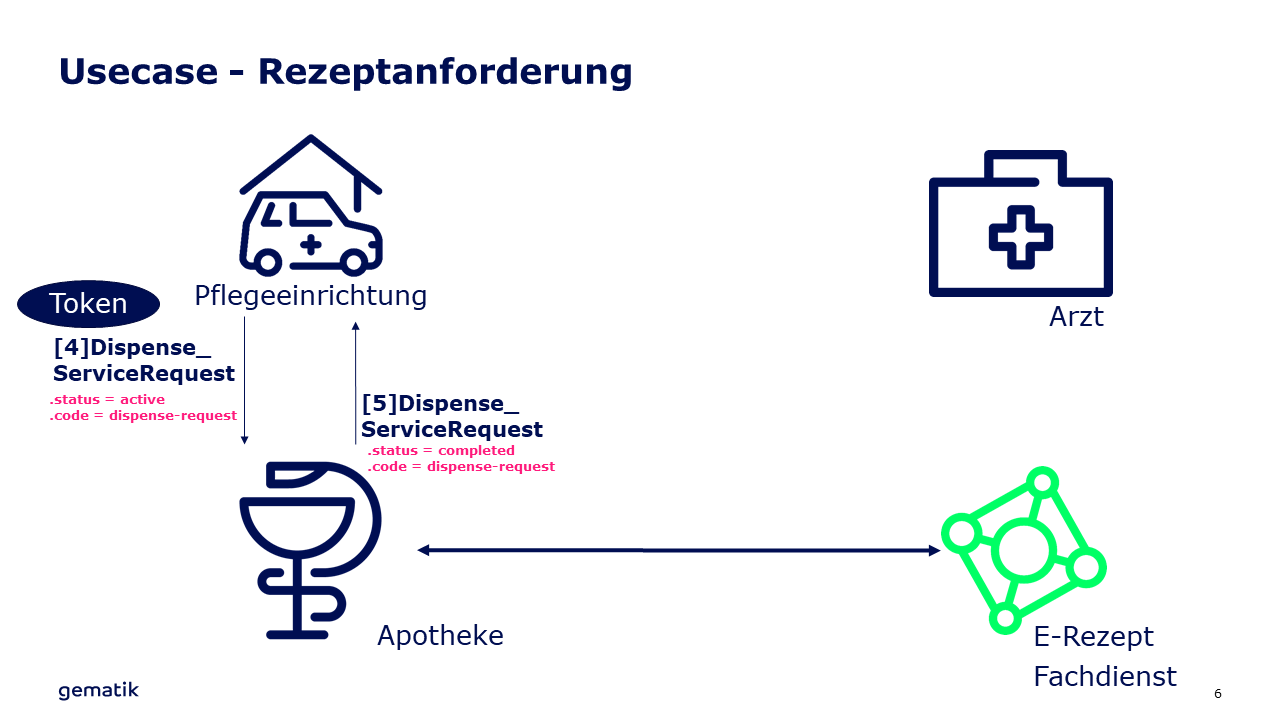 Usecase - Rezeptanforderung
Pflegeeinrichtung
Token
Arzt
[4]Dispense_
ServiceRequest
.status = active
.code = dispense-request
[5]Dispense_
ServiceRequest
.status = completed
.code = dispense-request
Apotheke
E-Rezept
Fachdienst
gematik
6